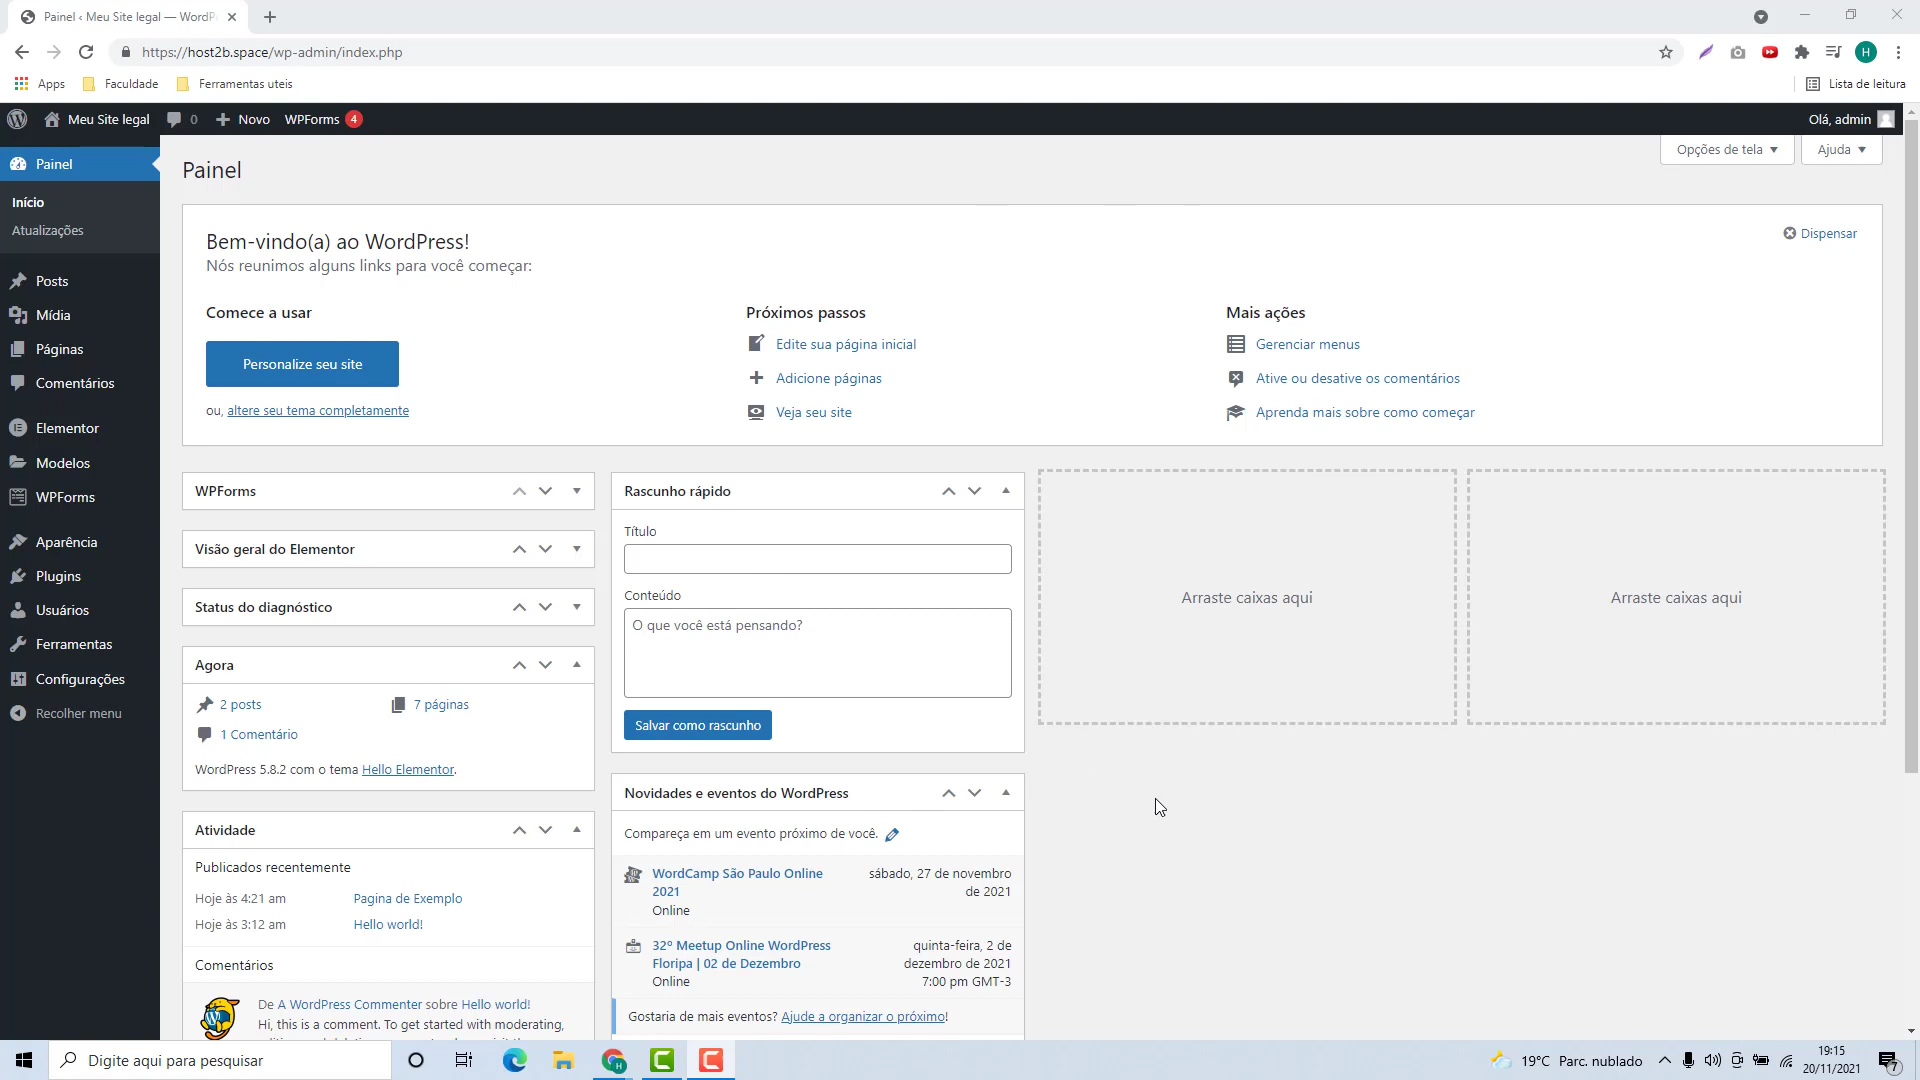 Painel ‹ Meu Site legal — WordP
https://host2b.space/wp-admin/index.php
H
Apps
Faculdade
Ferramentas uteis
Lista de leitura
Meu Site legal
0
Novo
WPForms 4
Olá, admin
Painel
Início
Atualizações
Posts
Mídia
Páginas
Comentários
Elementor
Modelos
WPForms
Aparência
Plugins
Usuários
Ferramentas
Configurações
Recolher menu
Painel
Opções de tela
Ajuda
Bem-vindo(a) ao WordPress!
Nós reunimos alguns links para você começar:
Dispensar
Comece a usar
Personalize seu site
ou, altere seu tema completamente
Próximos passos
Edite sua página inicial
Adicione páginas
Veja seu site
Mais ações
Gerenciar menus
Ative ou desative os comentários
Aprenda mais sobre como começar
WPForms
Visão geral do Elementor
Status do diagnóstico
Agora
2 posts
7 páginas
1 Comentário
WordPress 5.8.2 com o tema Hello Elementor.
Atividade
Publicados recentemente
Hoje às 4:21 am Pagina de Exemplo
Hoje às 3:12 am Hello world!
Comentários
De A WordPress Commenter sobre Hello world!
Hi, this is a comment. To get started with moderating,
Rascunho rápido
Título
Conteúdo
O que você está pensando?
Salvar como rascunho
Novidades e eventos do WordPress
Compareça em um evento próximo de você.
WordCamp São Paulo Online
2021
Online
sábado, 27 de novembro
de 2021
32º Meetup Online WordPress
Floripa | 02 de Dezembro
Online
quinta-feira, 2 de
dezembro de 2021
7:00 pm GMT-3
Gostaria de mais eventos? Ajude a organizar o próximo!
Arraste caixas aqui
Arraste caixas aqui
Digite aqui para pesquisar
19°C Parc. nublado
19:15
20/11/2021
7